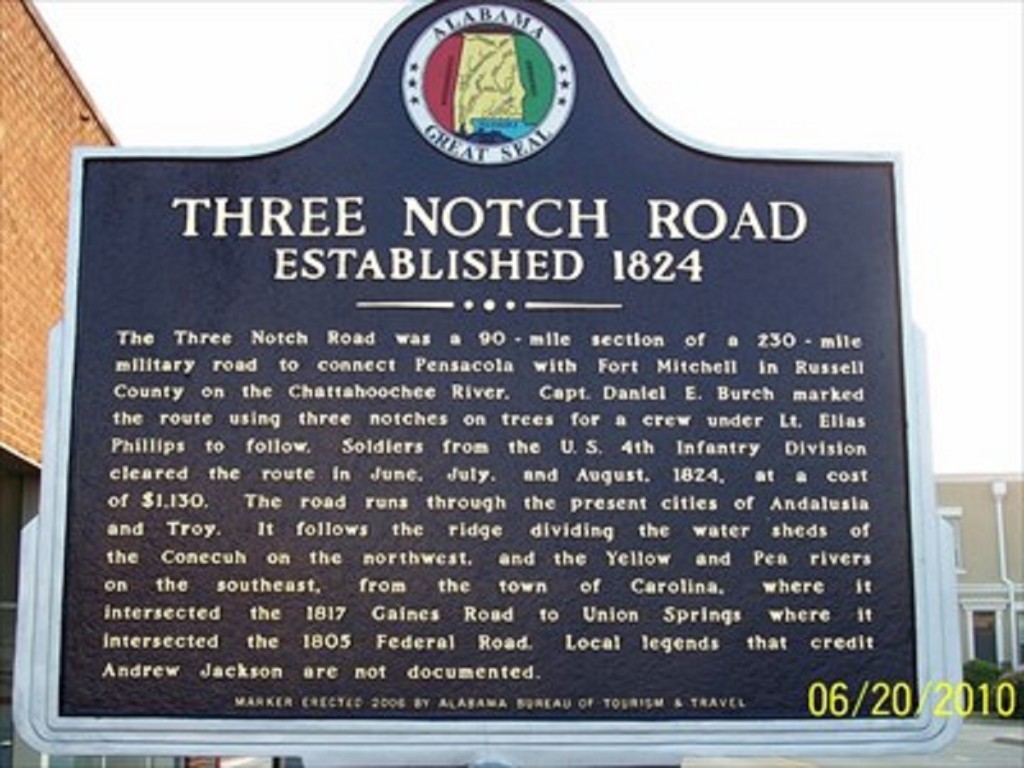 ALABAMA
GREAT SEAL
THREE NOTCH ROAD
ESTABLISHED 1824
The Three Notch Road was a 90 - mile section of a 230 - mile
military road to connect Pensacola with Fort Mitchell in Russell
County on the Chattahoochee River. Capt. Daniel E. Burch marked
the route using three notches on trees for a crew under Lt. Elias
Phillips to follow. Soldiers from the U.S. 4th Infantry Division
cleared the route in June, July, and August, 1824, at a cost
of $1,130. The road runs through the present cities of Andalusia
and Troy. It follows the ridge dividing the water sheds of
the Conecuh on the northwest, and the Yellow and Pea rivers
on the southeast, from the town of Carolina, where it
intersected the 1817 Gaines Road to Union Springs where it
intersected the 1805 Federal Road. Local legends that credit
Andrew Jackson are not documented.
MARKER ERECTED 2006 BY ALABAMA BUREAU OF TOURISM & TRAVEL
06/20/2010